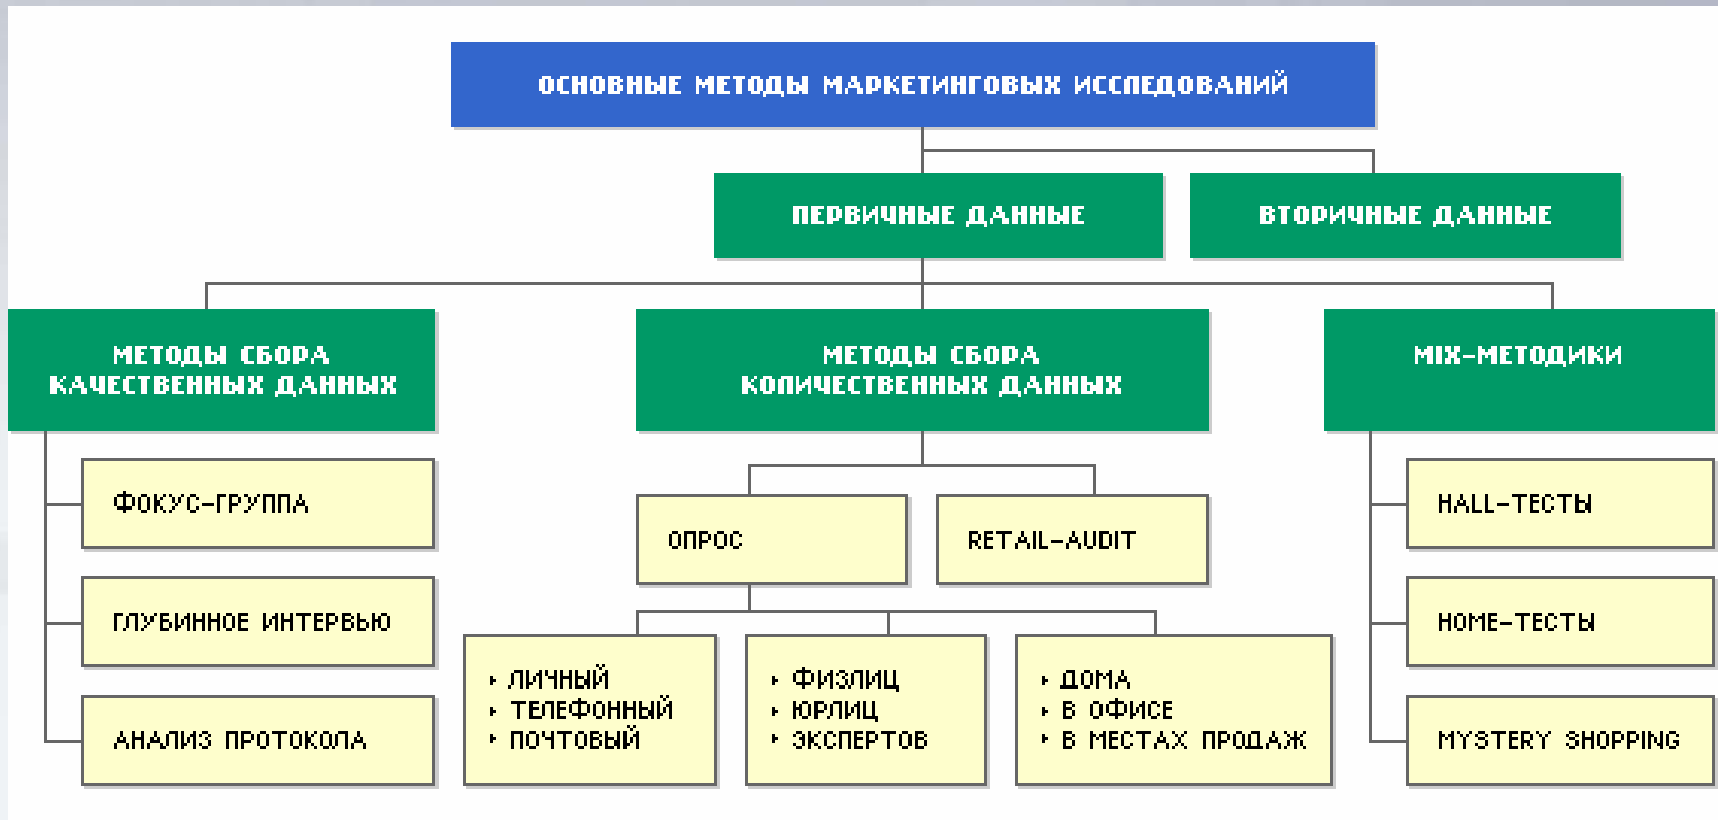 ОСНОВНЫЕ МЕТОДЫ МАРКЕТИНГОВЫХ ИССЛЕДОВАНИЙ
ПЕРВИЧНЫЕ ДАННЫЕ
ВТОРИЧНЫЕ ДАННЫЕ
МЕТОДЫ СБОРА
КАЧЕСТВЕННЫХ ДАННЫХ
МЕТОДЫ СБОРА
КОЛИЧЕСТВЕННЫХ ДАННЫХ
MIX-МЕТОДИКИ
ФОКУС-ГРУППА
ГЛУБИННОЕ ИНТЕРВЬЮ
АНАЛИЗ ПРОТОКОЛА
ОПРОС
RETAIL-AUDIT
ЛИЧНЫЙ
ТЕЛЕФОННЫЙ
ПОЧТОВЫЙ
ФИЗЛИЦ
ЮРЛИЦ
ЭКСПЕРТОВ
ДОМА
В ОФИСЕ
В МЕСТАХ ПРОДАЖ
HALL-ТЕСТЫ
HOME-ТЕСТЫ
MYSTERY SHOPPING